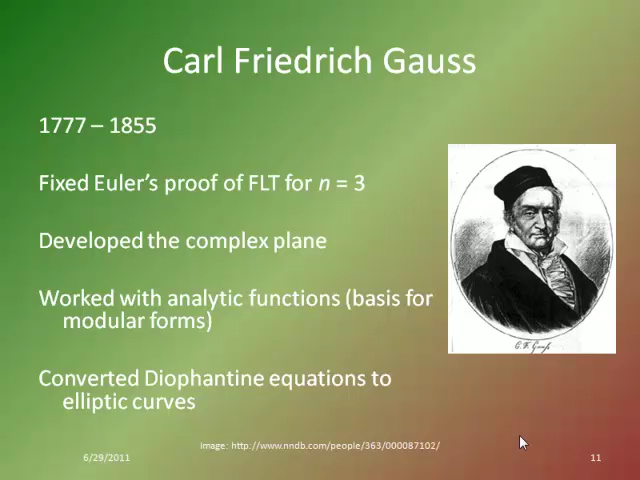 Carl Friedrich Gauss
1777 – 1855
Fixed Euler's proof of FLT for n = 3
Developed the complex plane
Worked with analytic functions (basis for
modular forms)
C. F. Gauss
Converted Diophantine equations to
elliptic curves
Image: http://www.nndb.com/people/363/000087102/
6/29/2011
11